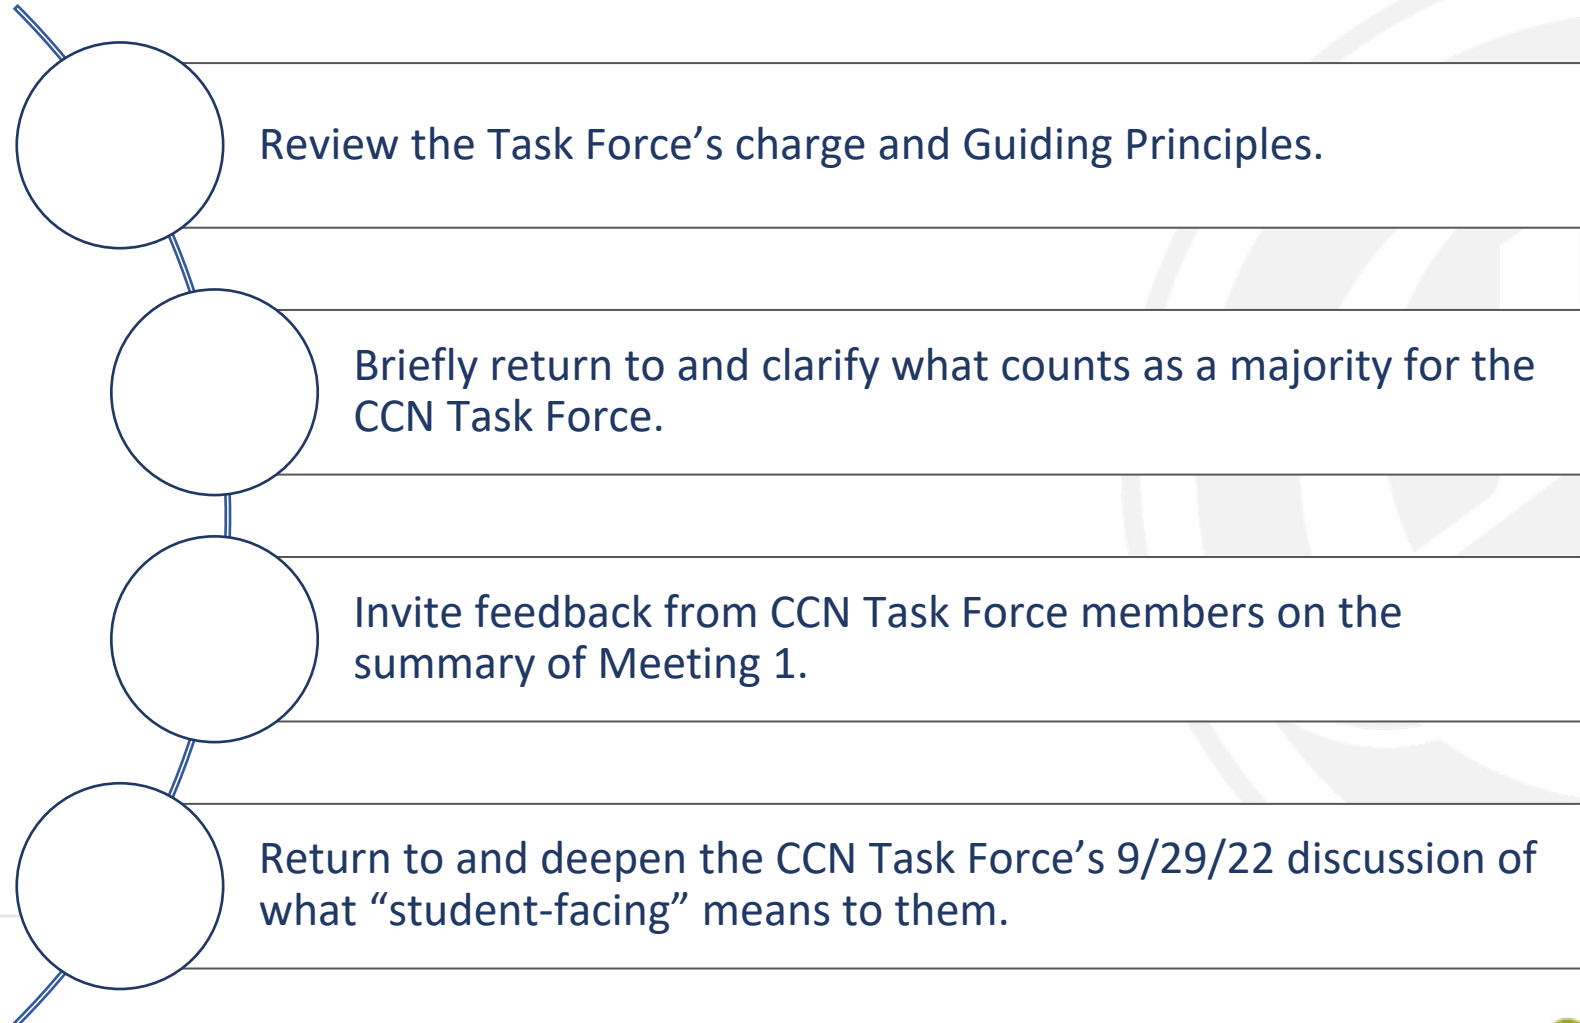 Review the Task Force’s charge and Guiding Principles.
Briefly return to and clarify what counts as a majority for the
CCN Task Force.
Invite feedback from CCN Task Force members on the
summary of Meeting 1.
Return to and deepen the CCN Task Force’s 9/29/22 discussion of
what “student-facing” means to them.